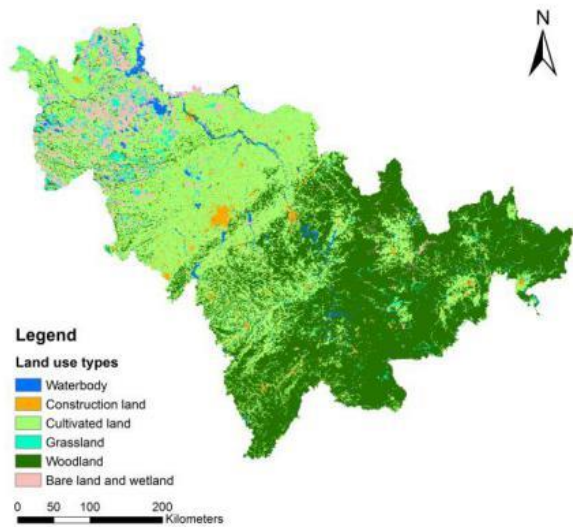 N
Legend
Land use types
Waterbody
Construction land
Cultivated land
Grassland
Woodland
Bare land and wetland
0 50 100 200
Kilometers